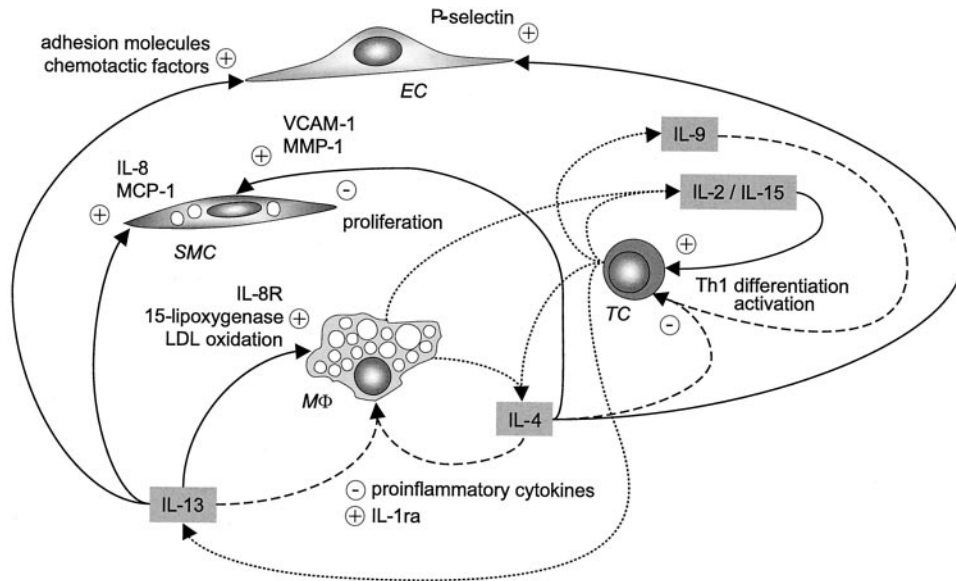 P-selectin
⊕
adhesion molecules ⊕
chemotactic factors
EC
VCAM-1
MMP-1
⊕
IL-9
IL-8
MCP-1
⊕
⊖
proliferation
IL-2 / IL-15
SMC
⊕
Th1 differentiation
activation
TC
⊖
IL-8R
15-lipoxygenase ⊕
LDL oxidation
MΦ
IL-4
IL-13
⊖ proinflammatory cytokines
⊕ IL-1ra